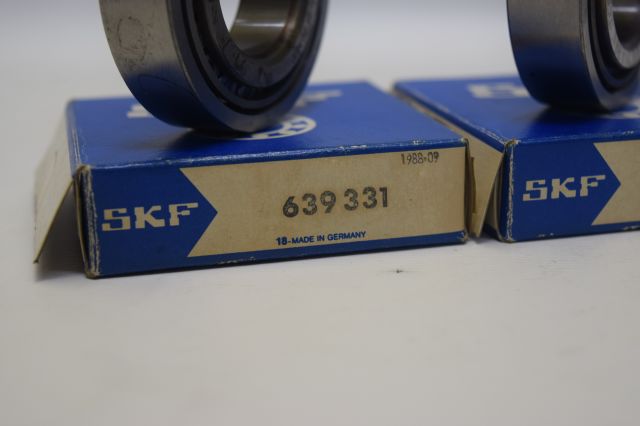 1988-09
SKF
639 331
18-MADE IN GERMANY
SKF